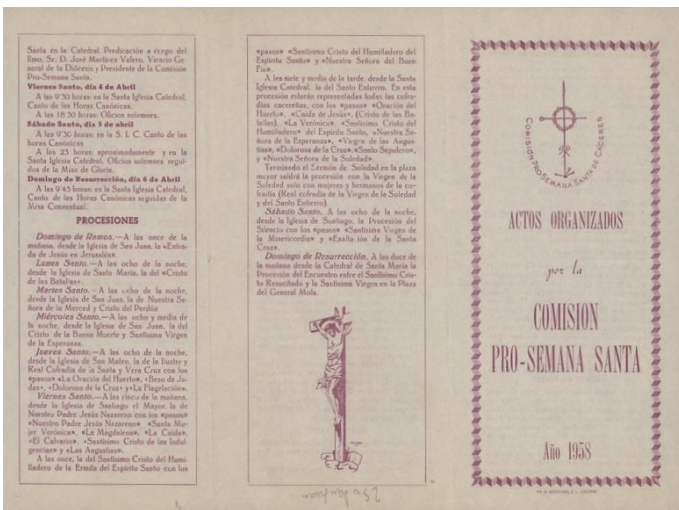 Santa en la Catedral. Predicación a cargo del
Ilmo. Sr. D. José Martínez Valero, Vicario Ge-
neral de la Diócesis y Presidente de la Comisión
Pro-Semana Santa.
Viernes Santo, día 4 de Abril
A las 9'30 horas: en la Santa Iglesia Catedral,
Canto de las Horas Canónicas.
A las 18'30 horas: Oficios solemnes.
Sábado Santo, día 5 de abril
A las 9'30 horas: en la S. I. C. Canto de las
horas Canónicas
A las 23 horas: aproximadamente y en la
Santa Iglesia Catedral, Oficios solemnes segui-
dos de la Misa de Gloria.
Domingo de Resurrección, día 6 de Abril
A las 9'45 horas: en la Santa Iglesia Catedral,
Canto de las Horas Canónicas seguidas de la
Misa Conventual.
PROCESIONES
Domingo de Ramos.—A las once de la
mañana, desde la Iglesia de San Juan, la «Entra-
da de Jesús en Jerusalén».
Lunes Santo.—A las ocho de la noche,
desde la Iglesia de Santa María, la del «Cristo
de las Batallas».
Martes Santo.—A las ocho de la noche,
desde la Iglesia de San Juan, la de Nuestra Se-
ñora de la Merced y Cristo del Perdón
Miércoles Santo.—A las ocho y media de
la noche, desde la Iglesia de San Juan, la del
Cristo de la Buena Muerte y Santísima Virgen
de la Esperanza.
Jueves Santo.—A las ocho de la noche,
desde la Iglesia de San Mateo, la de la Ilustre y
Real Cofradía de la Santa y Vera Cruz con los
«pasos» «La Oración del Huerto», «Beso de Ju-
das», «Dolorosa de la Cruz» y «La Flagelación».
Viernes Santo.—A las cinco de la mañana,
desde la Iglesia de Santiago el Mayor, la de
Nuestro Padre Jesús Nazareno con los «pasos»
«Nuestro Padre Jesús Nazareno», «Santa Mu-
jer Verónica», «La Magdalena», «La Caída»,
«El Calvario», «Santísimo Cristo de las Indul-
gencias» y «Las Angustias».
A las once, la del Santísimo Cristo del Humi-
lladero de la Ermita del Espíritu Santo con los
«pasos» «Santísimo Cristo del Humilladero del
Espíritu Santo» y «Nuestra Señora del Buen
Fin».
A las siete y media de la tarde, desde la Santa
Iglesia Catedral, la del Santo Entierro. En esta
procesión estarán representadas todas las cofra-
días cacereñas, con los «pasos» «Oración del
Huerto», «Caída de Jesús», (Cristo de las Ba-
tallas), «La Verónica», «Santísimo Cristo del
Humilladero» del Espíritu Santo, «Nuestra Se-
ñora de la Esperanza», «Virgen de las Angus-
tias», «Dolorosa de la Cruz», «Santo Sepulcro»,
y «Nuestra Señora de la Soledad».
Terminado el Sermón de Soledad en la plaza
mayor saldrá la procesión con la Virgen de la
Soledad solo con mujeres y hermanos de la co-
fradía (Real cofradía de la Virgen de la Soledad
y del Santo Entierro).
Sábado Santo. A las ocho de la noche,
desde la Iglesia de Santiago, la Procesión del
Silencio con los «pasos» «Santísima Virgen de
la Misericordia» y «Exaltación de la Santa
Cruz».
Domingo de Resurrección. A las doce de
la mañana desde la Catedral de Santa María la
Procesión del Encuentro entre el Santísimo Cris-
to Resucitado y la Santísima Virgen en la Plaza
del General Mola.
COMISIÓN PRO-SEMANA SANTA DE CÁCERES
ACTOS ORGANIZADOS
por la
COMISION
PRO-SEMANA SANTA
Año 1958